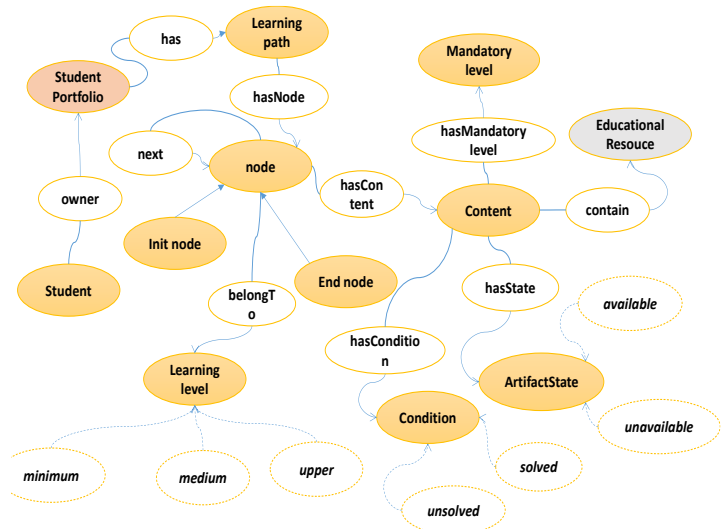 has
Learning
path
Student
Portfolio
Mandatory
level
hasNode
hasMandatory
level
Educational
Resouce
next
node
hasCon
tent
owner
Content
contain
Init node
End node
Student
belongT
o
hasState
available
hasConditio
n
Learning
level
ArtifactState
Condition
unavailable
minimum
medium
upper
solved
unsolved